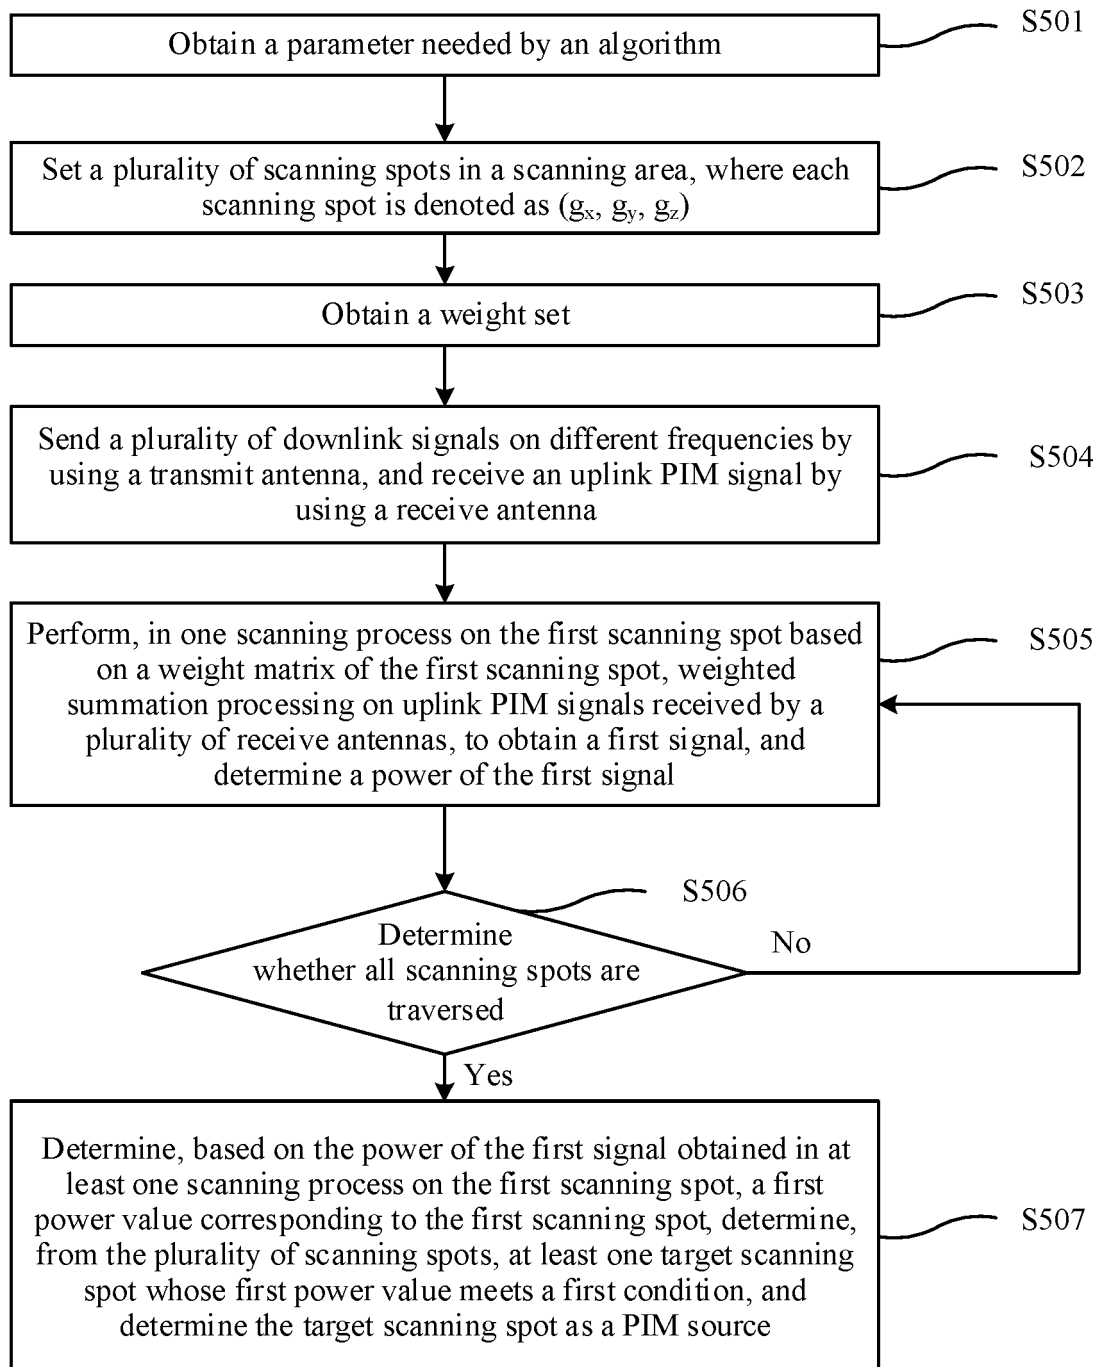 Obtain a parameter needed by an algorithm
S501
Set a plurality of scanning spots in a scanning area, where each
scanning spot is denoted as (gx, gy, gz)
S502
Obtain a weight set
S503
Send a plurality of downlink signals on different frequencies by
using a transmit antenna, and receive an uplink PIM signal by
using a receive antenna
S504
Perform, in one scanning process on the first scanning spot based
on a weight matrix of the first scanning spot, weighted
summation processing on uplink PIM signals received by a
plurality of receive antennas, to obtain a first signal, and
determine a power of the first signal
S505
S506
Determine
whether all scanning spots are
traversed
No
Yes
Determine, based on the power of the first signal obtained in at
least one scanning process on the first scanning spot, a first
power value corresponding to the first scanning spot, determine,
from the plurality of scanning spots, at least one target scanning
spot whose first power value meets a first condition, and
determine the target scanning spot as a PIM source
S507